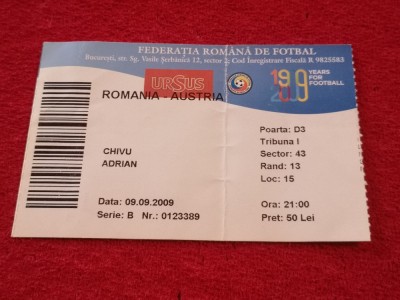 FEDERAȚIA ROMÂNĂ DE FOTBAL
București, str. Sg. Vasile Șerbănică 12, sector 2, Cod Înregistrare Fiscală R 9825583
URSUS
1909
2009
YEARS FOR
FOOTBALL
ROMANIA - AUSTRIA
Poarta: D3
Tribuna I
Sector: 43
Rand: 13
Loc: 15
CHIVU
ADRIAN
Data: 09.09.2009
Ora: 21:00
Serie: B Nr.: 0123389
Pret: 50 Lei